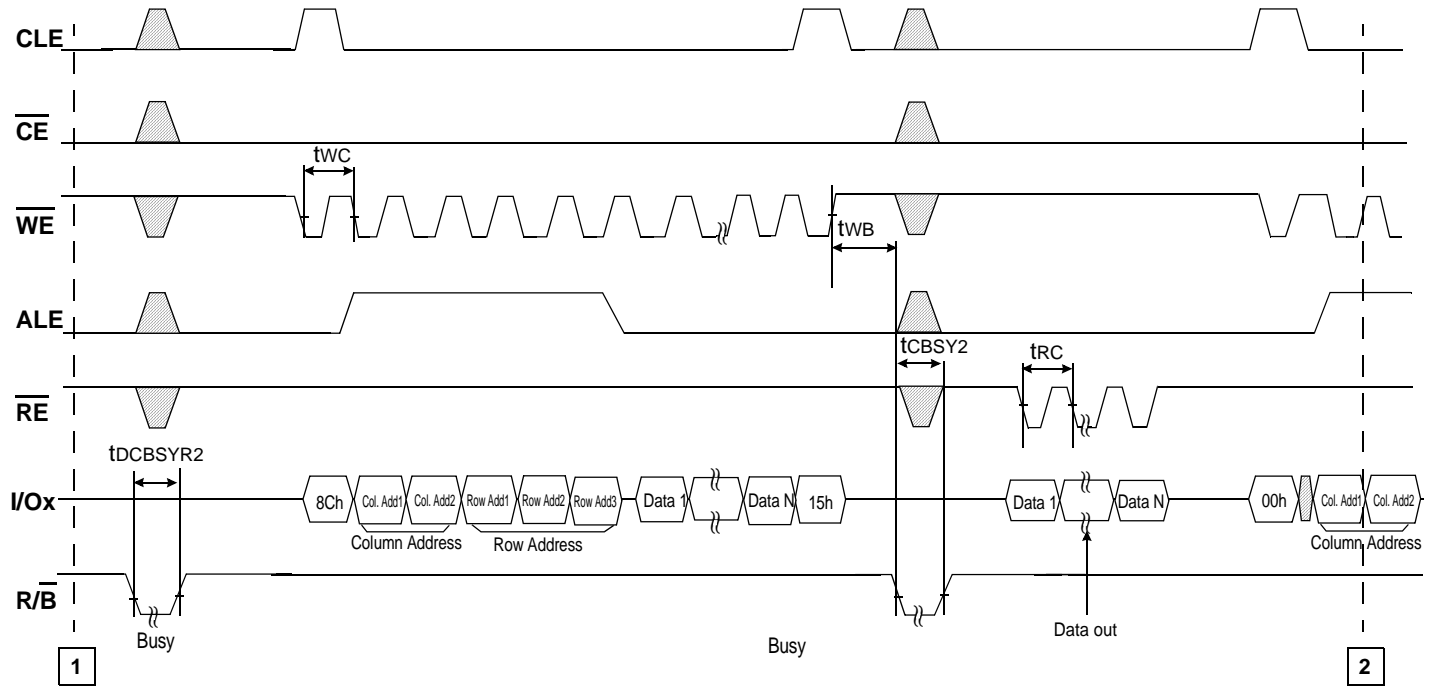 CLE
CE
tWC
WE
tWB
ALE
tCBSY2
tRC
RE
tDCBSYR2
I/Ox
8Ch
Col. Add1
Col. Add2
Row Add1
Row Add2
Row Add3
Data 1
Data N
15h
Data 1
Data N
00h
Col. Add1
Col. Add2
Column Address
Row Address
Column Address
R/B
Busy
Busy
Data out
1
2